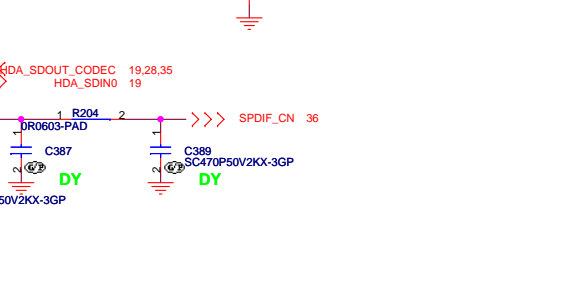 HDA_SDOUT_CODEC 19,28,35
HDA_SDIN0 19
1 R204 2
0R0603-PAD
SPDIF_CN 36
1 C387
2 G/P
DY
50V2KX-3GP
1 C389
SC470P50V2KX-3GP
2 G/P
DY